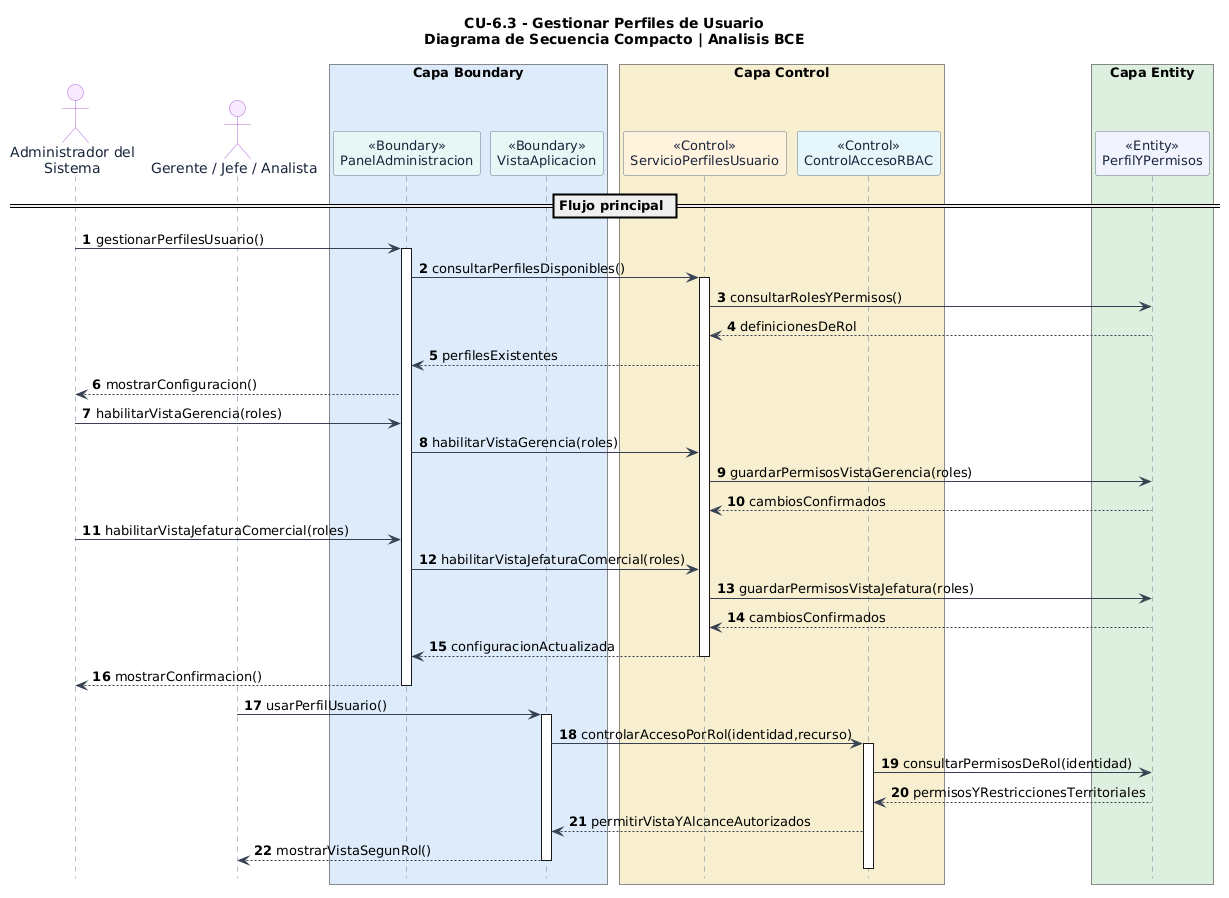 CU-6.3 - Gestionar Perfiles de Usuario
Diagrama de Secuencia Compacto | Analisis BCE
Capa Boundary
Capa Control
Capa Entity
Administrador del
Sistema
Gerente / Jefe / Analista
«Boundary»
PanelAdministracion
«Boundary»
VistaAplicacion
«Control»
ServicioPerfilesUsuario
«Control»
ControlAccesoRBAC
«Entity»
PerfilYPermisos
Flujo principal
1 gestionarPerfilesUsuario()
2 consultarPerfilesDisponibles()
3 consultarRolesYPermisos()
4 definicionesDeRol
5 perfilesExistentes
6 mostrarConfiguracion()
7 habilitarVistaGerencia(roles)
8 habilitarVistaGerencia(roles)
9 guardarPermisosVistaGerencia(roles)
10 cambiosConfirmados
11 habilitarVistaJefaturaComercial(roles)
12 habilitarVistaJefaturaComercial(roles)
13 guardarPermisosVistaJefatura(roles)
14 cambiosConfirmados
15 configuracionActualizada
16 mostrarConfirmacion()
17 usarPerfilUsuario()
18 controlarAccesoPorRol(identidad,recurso)
19 consultarPermisosDeRol(identidad)
20 permisosYRestriccionesTerritoriales
21 permitirVistaYAlcanceAutorizados
22 mostrarVistaSegunRol()